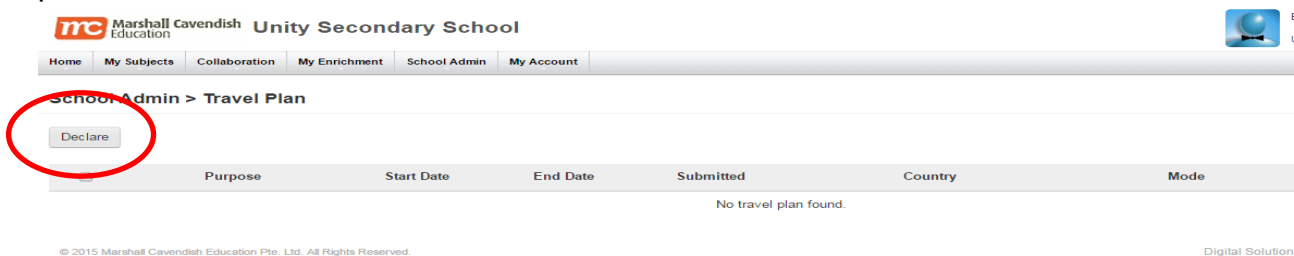 mc Marshall Cavendish Education Unity Secondary School
Home My Subjects Collaboration My Enrichment School Admin My Account
School Admin > Travel Plan
Declare
Purpose Start Date End Date Submitted Country Mode
No travel plan found.
© 2015 Marshall Cavendish Education Pte. Ltd. All Rights Reserved. Digital Solution